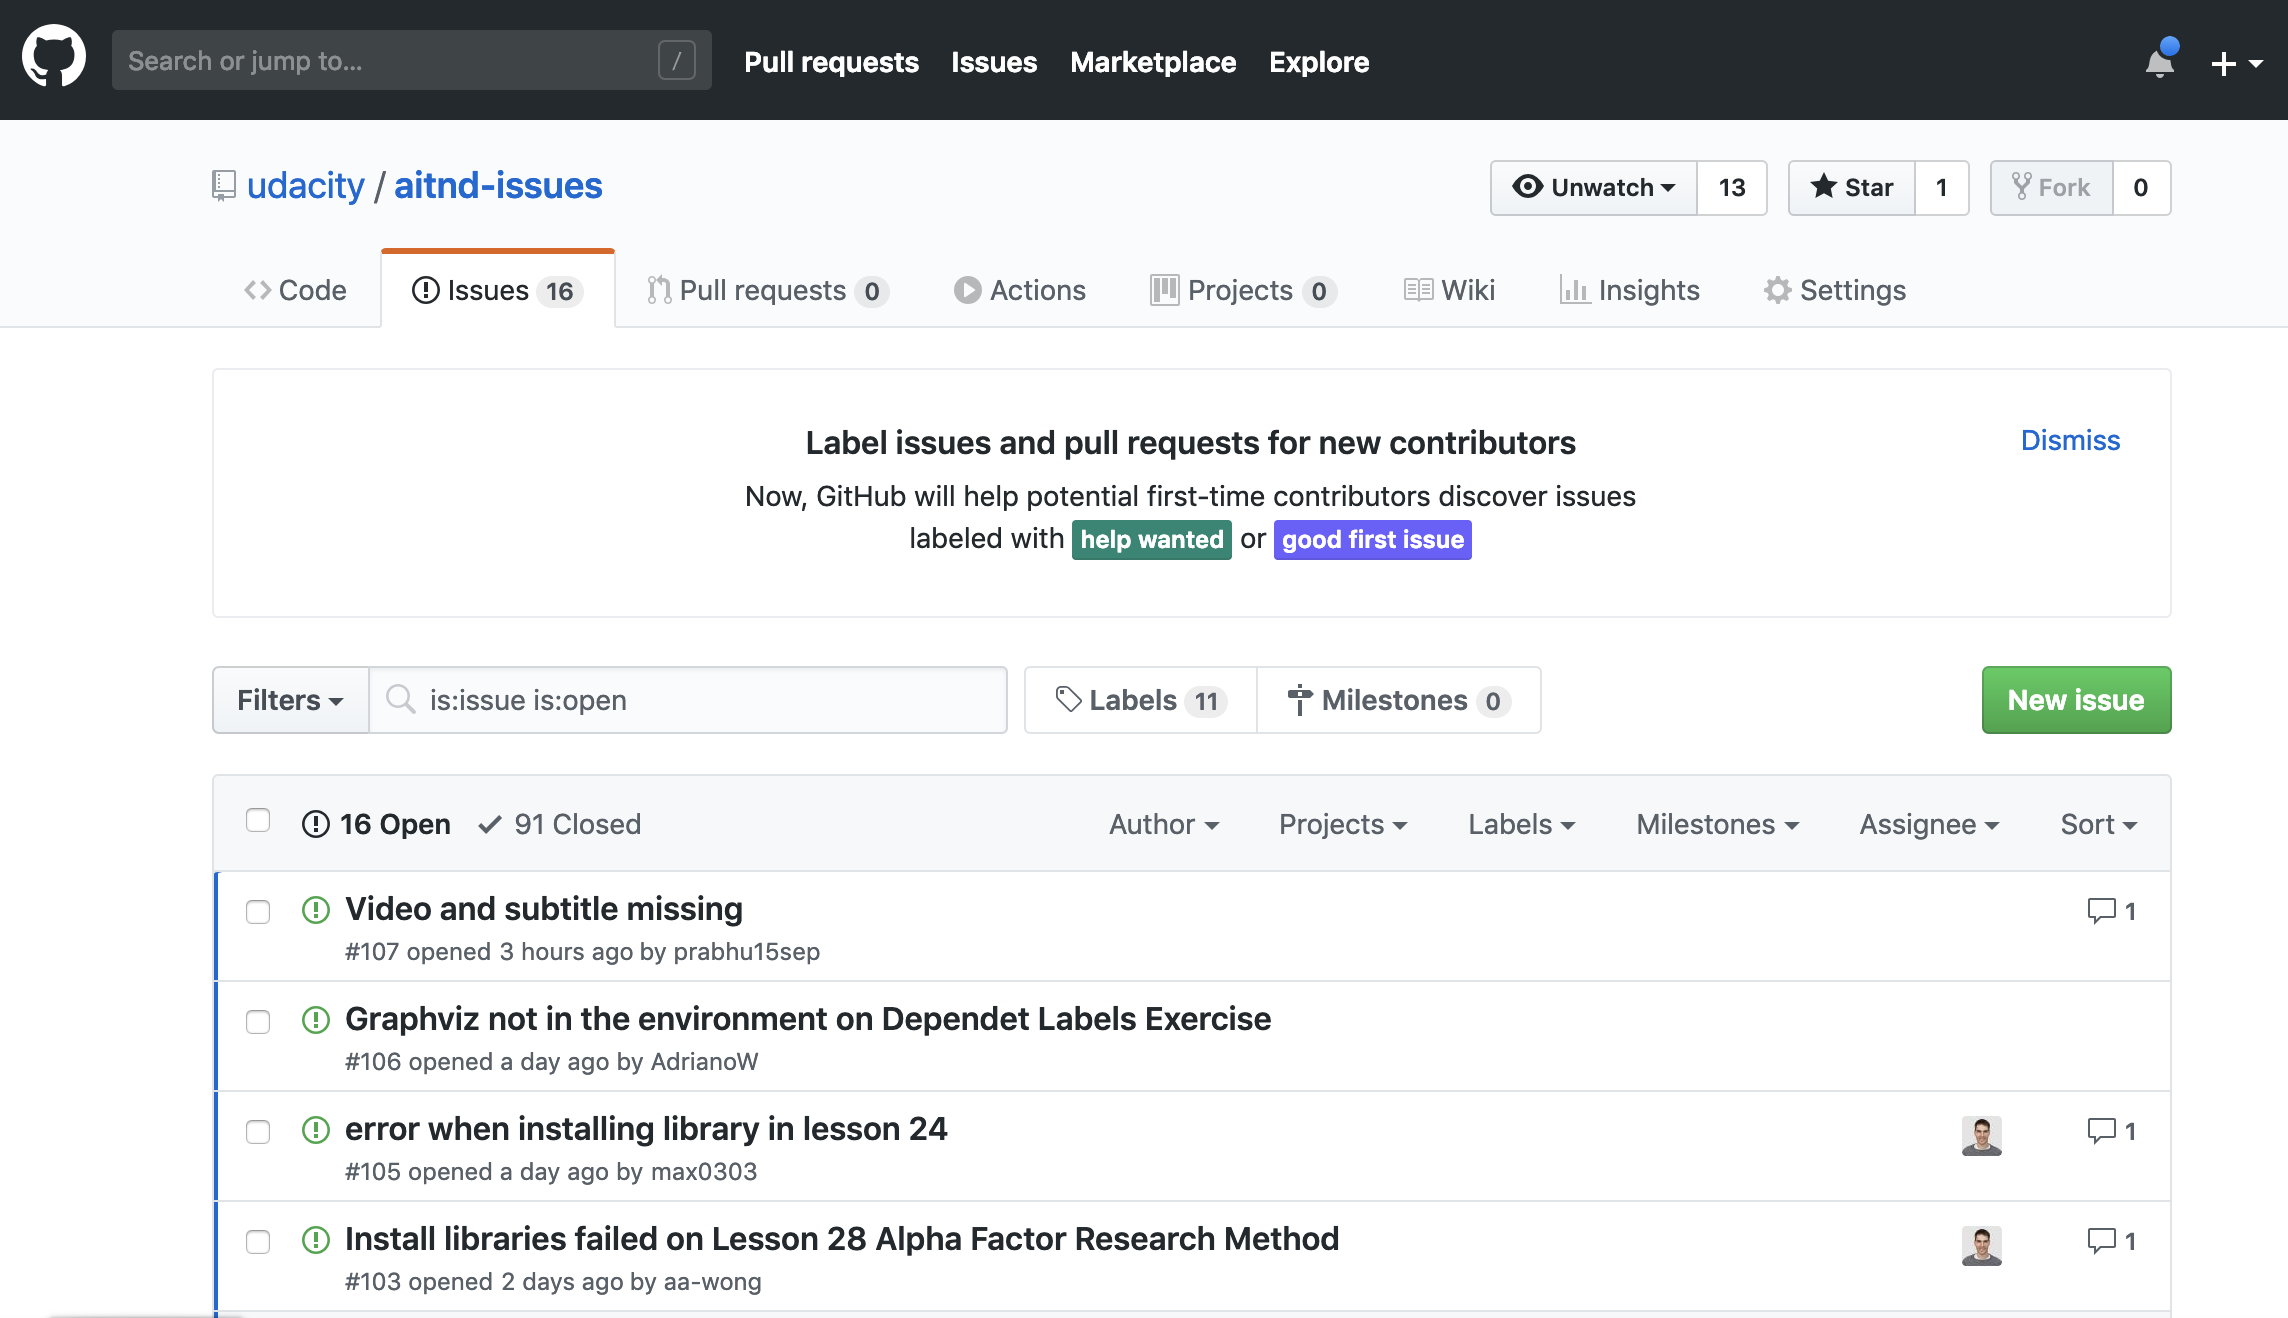 Search or jump to... /
Pull requests Issues Marketplace Explore
udacity / aitnd-issues
Unwatch 13 Star 1 Fork 0
Code Issues 16 Pull requests 0 Actions Projects 0 Wiki Insights Settings
Label issues and pull requests for new contributors
Dismiss
Now, GitHub will help potential first-time contributors discover issues
labeled with help wanted or good first issue
Filters is:issue is:open Labels 11 Milestones 0 New issue
16 Open 91 Closed Author Projects Labels Milestones Assignee Sort
Video and subtitle missing 1
#107 opened 3 hours ago by prabhu15sep
Graphviz not in the environment on Dependet Labels Exercise
#106 opened a day ago by AdrianoW
error when installing library in lesson 24 1
#105 opened a day ago by max0303
Install libraries failed on Lesson 28 Alpha Factor Research Method 1
#103 opened 2 days ago by aa-wong